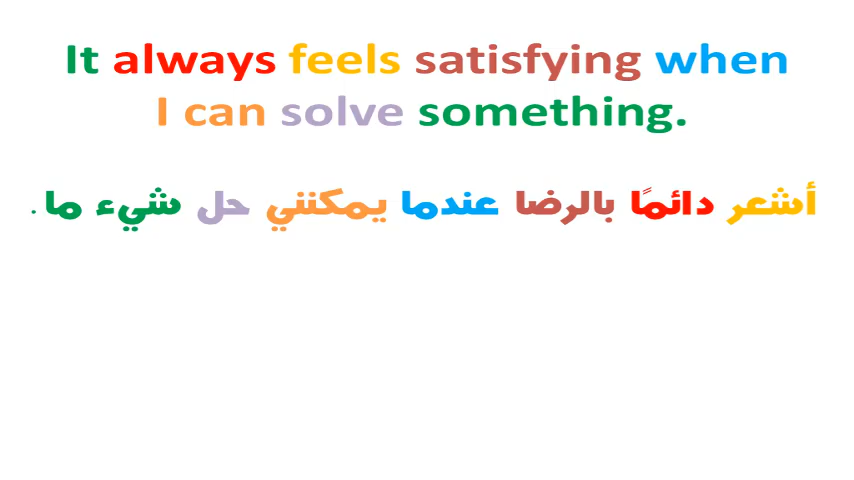 It always feels satisfying when
I can solve something.
أشعر دائمًا بالرضا عندما يمكنني حل شيء ما .